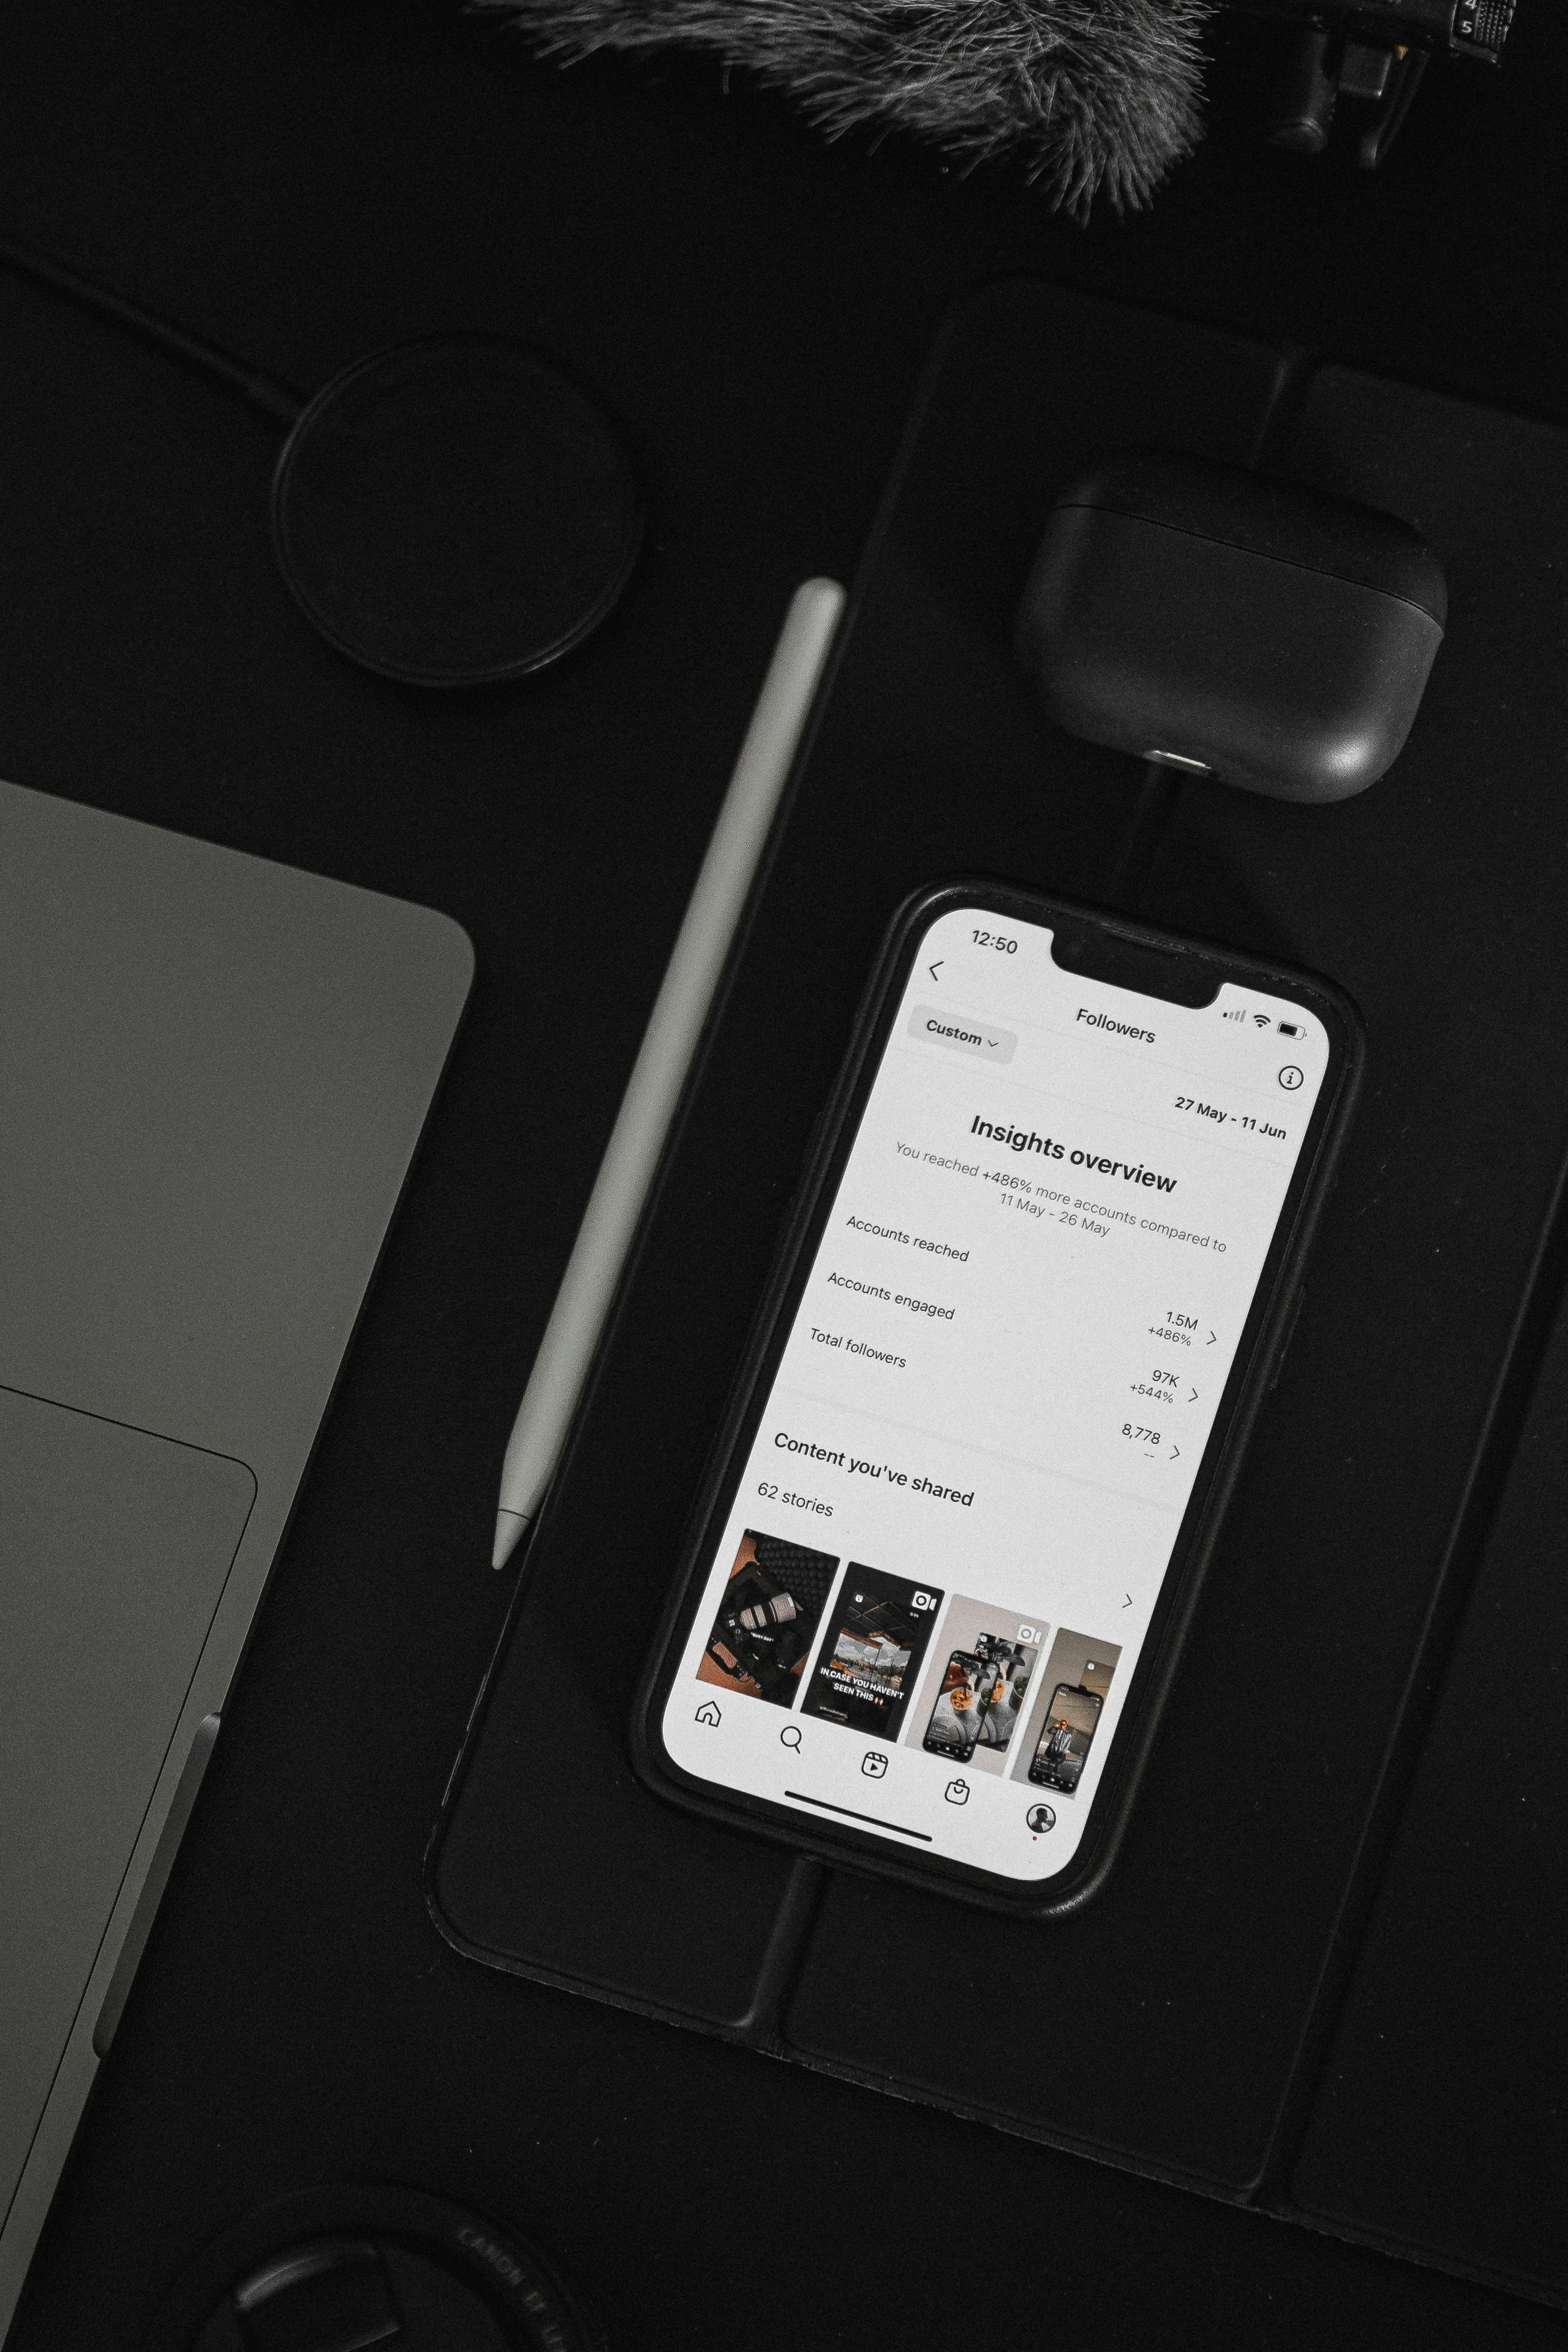 4
5
12:50
Followers
Custom
27 May - 11 Jun
Insights overview
You reached +486% more accounts compared to
11 May - 26 May
Accounts reached
1.5M
+486%
Accounts engaged
97K
+544%
Total followers
8,778
--
Content you've shared
62 stories
IN CASE YOU HAVEN'T
SEEN THIS
CANON